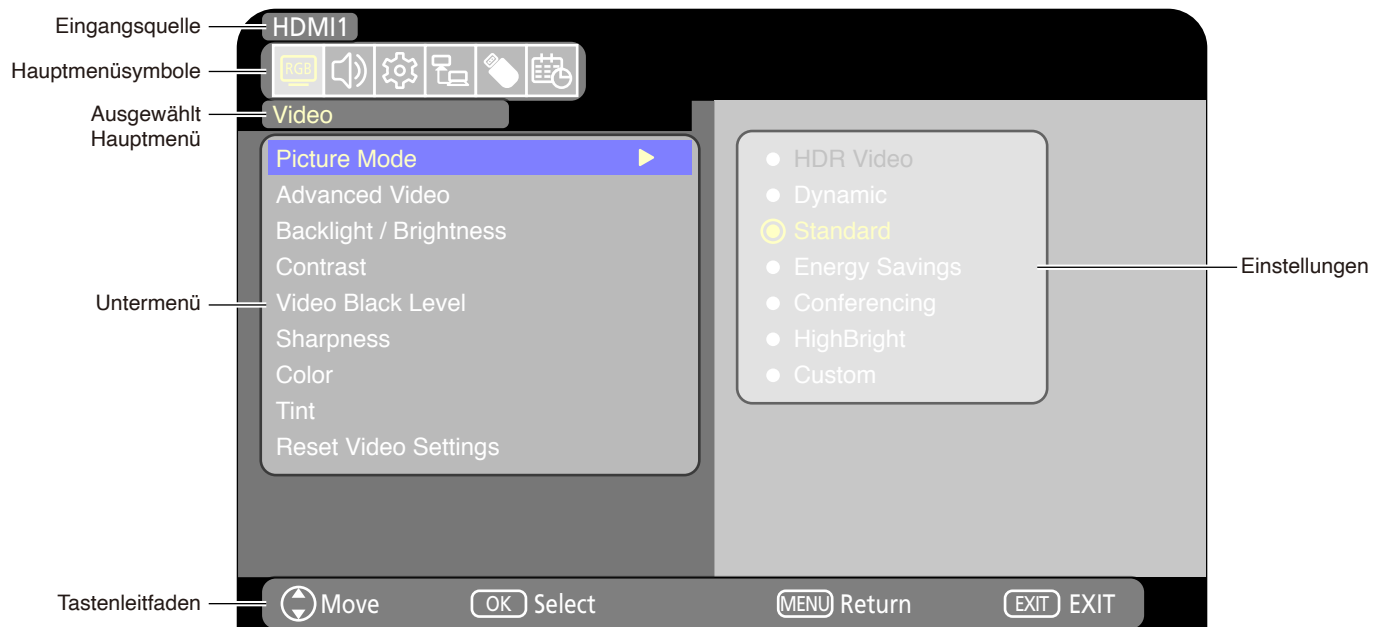 Eingangsquelle
HDMI1
Hauptmenüsymbole
RGB
Ausgewählt
Hauptmenü
Video
Picture Mode
Advanced Video
Backlight / Brightness
Contrast
Untermenü
Video Black Level
Sharpness
Color
Tint
Reset Video Settings
HDR Video
Dynamic
Standard
Energy Savings
Conferencing
HighBright
Custom
Einstellungen
Tastenleitfaden
Move
OK Select
MENU Return
EXIT EXIT